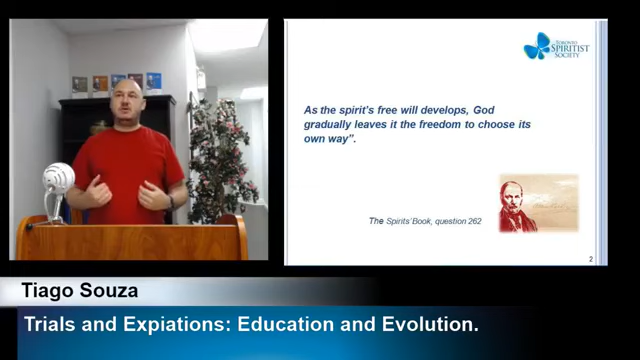 TORONTO
SPIRITIST
SOCIETY
As the spirit's free will develops, God
gradually leaves it the freedom to choose its
own way”.
The Spirits' Book, question 262
2
Tiago Souza
Trials and Expiations: Education and Evolution.